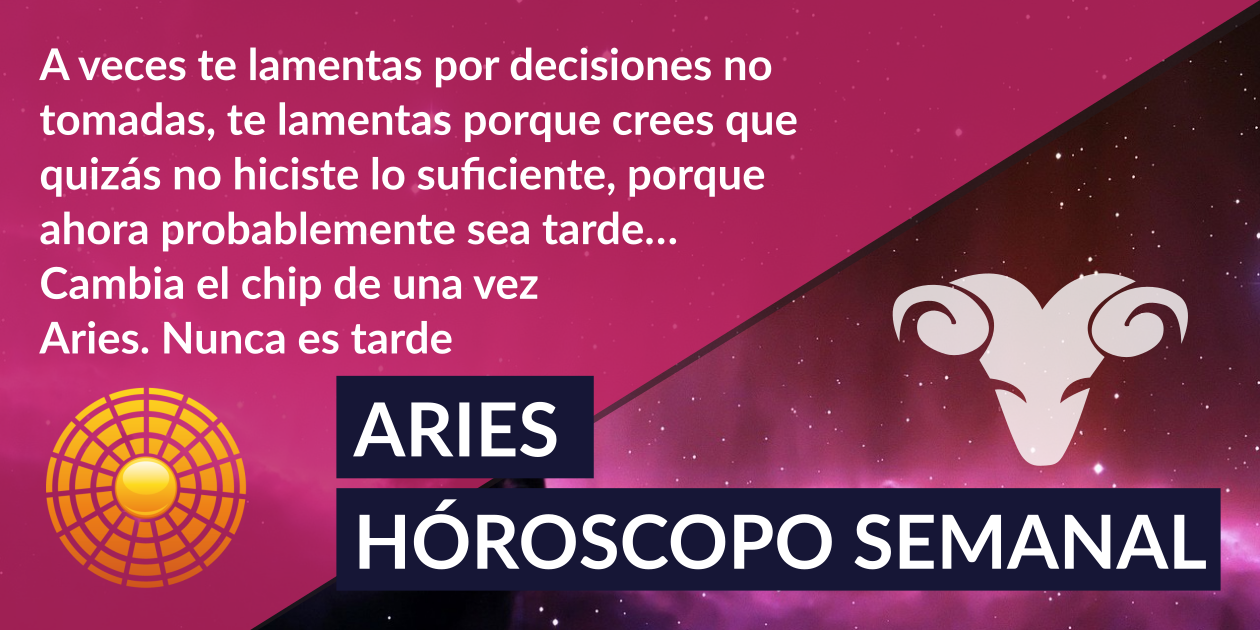 A veces te lamentas por decisiones no
tomadas, te lamentas porque crees que
quizás no hiciste lo suficiente, porque
ahora probablemente sea tarde...
Cambia el chip de una vez
Aries. Nunca es tarde
ARIES
HÓROSCOPO SEMANAL